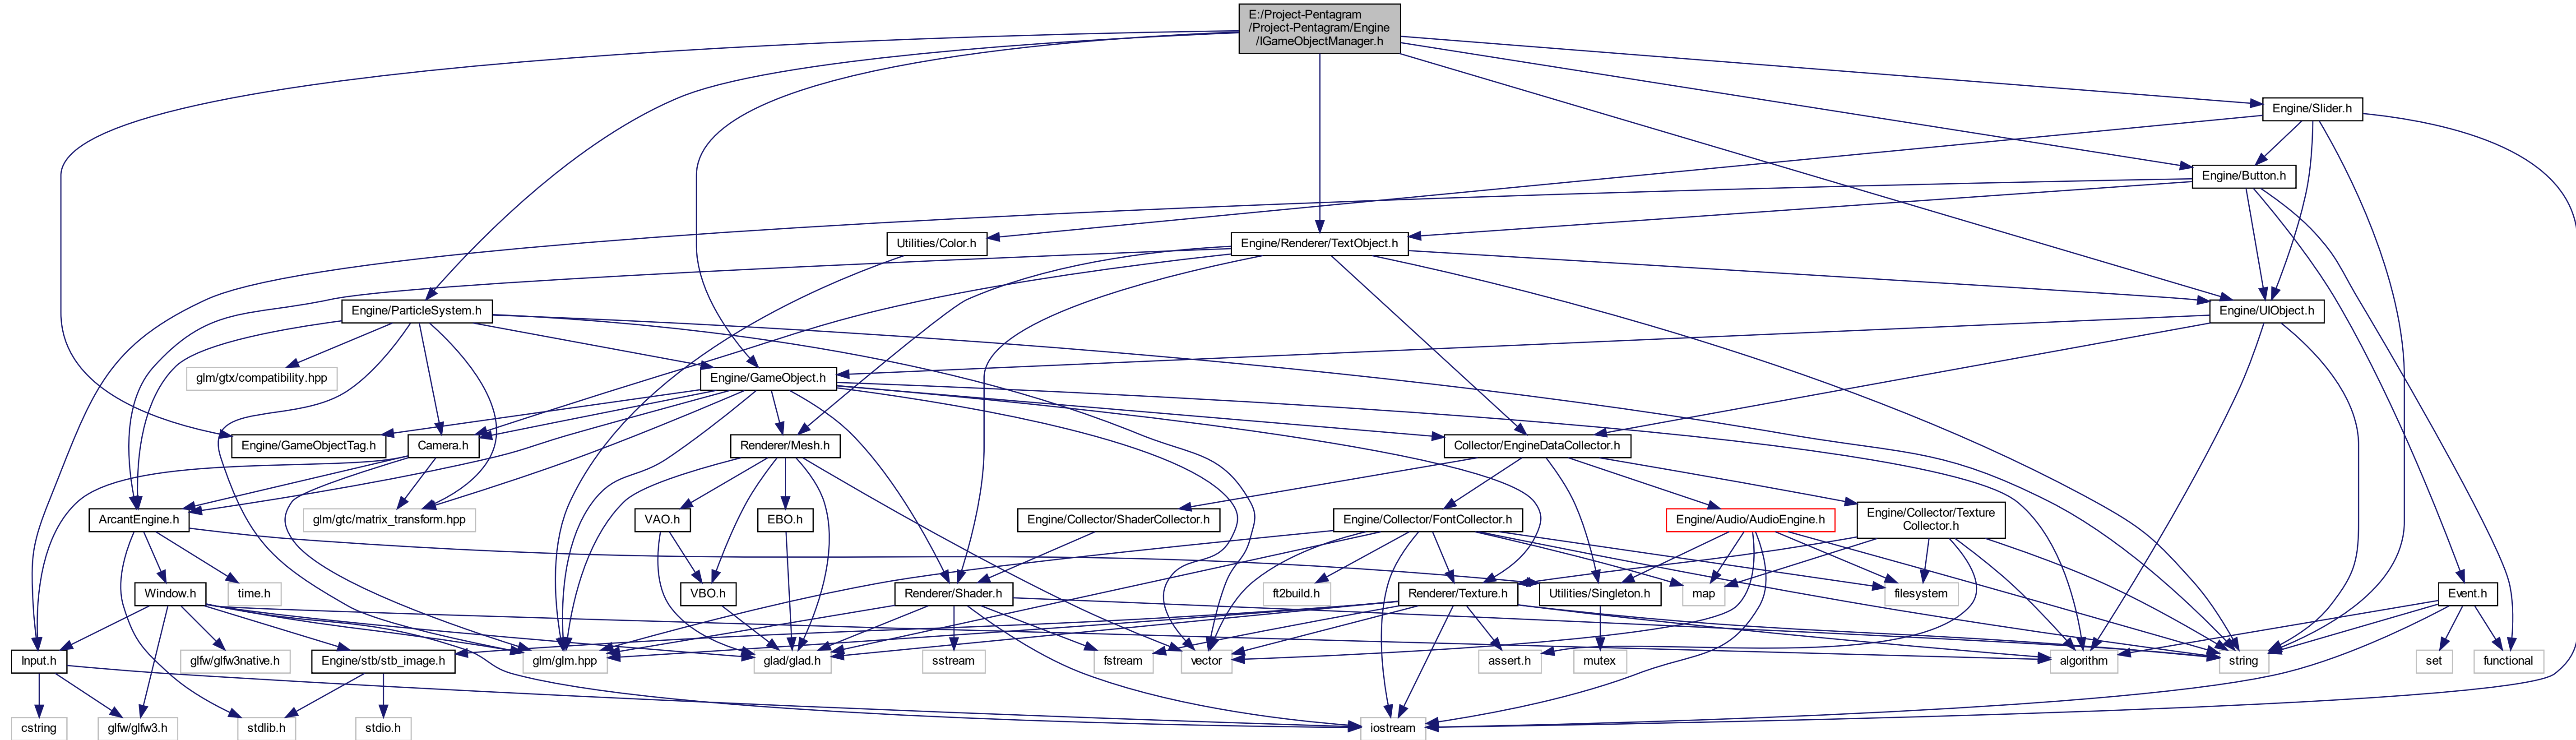 E:/Project-Pentagram
/Project-Pentagram/Engine
/IGameObjectManager.h
Engine/Slider.h
Engine/Button.h
Utilities/Color.h
Engine/Renderer/TextObject.h
Engine/ParticleSystem.h
Engine/UIObject.h
glm/gtx/compatibility.hpp
Engine/GameObject.h
Engine/GameObjectTag.h
Camera.h
Renderer/Mesh.h
Collector/EngineDataCollector.h
ArcantEngine.h
glm/gtc/matrix_transform.hpp
VAO.h
EBO.h
Engine/Collector/ShaderCollector.h
Engine/Collector/FontCollector.h
Engine/Audio/AudioEngine.h
Engine/Collector/Texture
Collector.h
Window.h
time.h
VBO.h
Renderer/Shader.h
ft2build.h
Renderer/Texture.h
Utilities/Singleton.h
map
filesystem
Event.h
Input.h
glfw/glfw3native.h
Engine/stb/stb_image.h
glm/glm.hpp
glad/glad.h
sstream
fstream
vector
assert.h
mutex
algorithm
string
set
functional
cstring
glfw/glfw3.h
stdlib.h
stdio.h
iostream